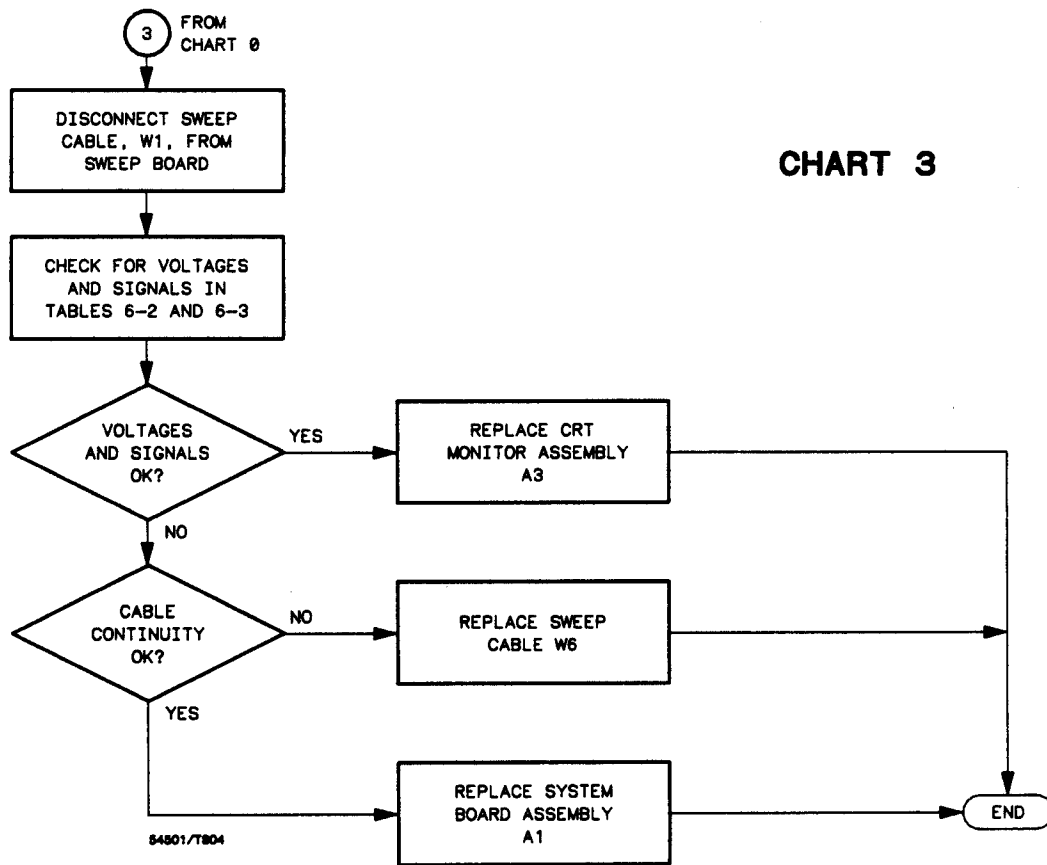 3
FROM
CHART 0
DISCONNECT SWEEP
CABLE, W1, FROM
SWEEP BOARD
CHART 3
CHECK FOR VOLTAGES
AND SIGNALS IN
TABLES 6-2 AND 6-3
VOLTAGES
AND SIGNALS
OK?
YES
REPLACE CRT
MONITOR ASSEMBLY
A3
NO
CABLE
CONTINUITY
OK?
NO
REPLACE SWEEP
CABLE W6
YES
REPLACE SYSTEM
BOARD ASSEMBLY
A1
END
54501/T804